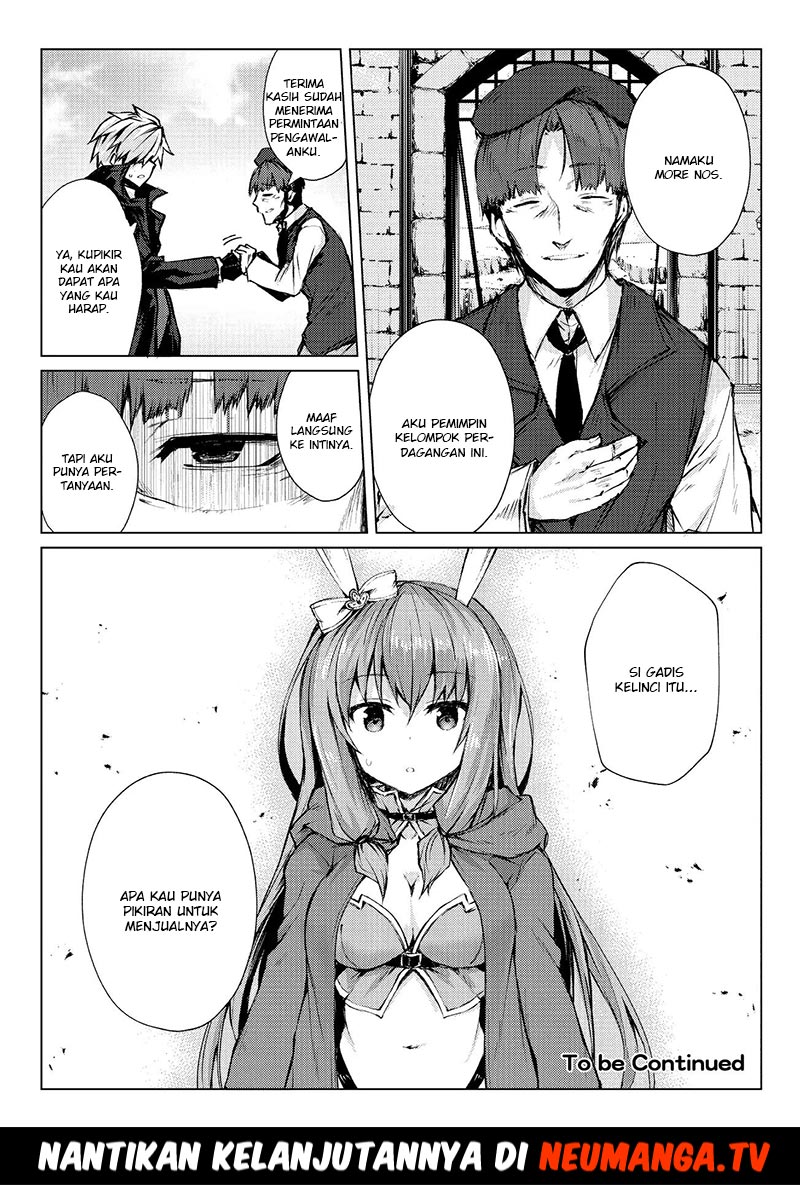 NAMAKU
MORE NOS.
AKU PEMIMPIN
KELOMPOK PER-
DAGANGAN INI.
TERIMA
KASIH SUDAH
MENERIMA
PERMINTAAN
PENGAWAL-
ANKU.
YA, KUPIKIR
KAU AKAN
DAPAT APA
YANG KAU
HARAP.
MAAF
LANGSUNG
KE INTINYA.
TAPI AKU
PUNYA PER-
TANYAAN.
SI GADIS
KELINCI ITU...
APA KAU PUNYA
PIKIRAN UNTUK
MENJUALNYA?
To be Continued
NANTIKAN KELANJUTANNYA DI NEUMANGA.TV